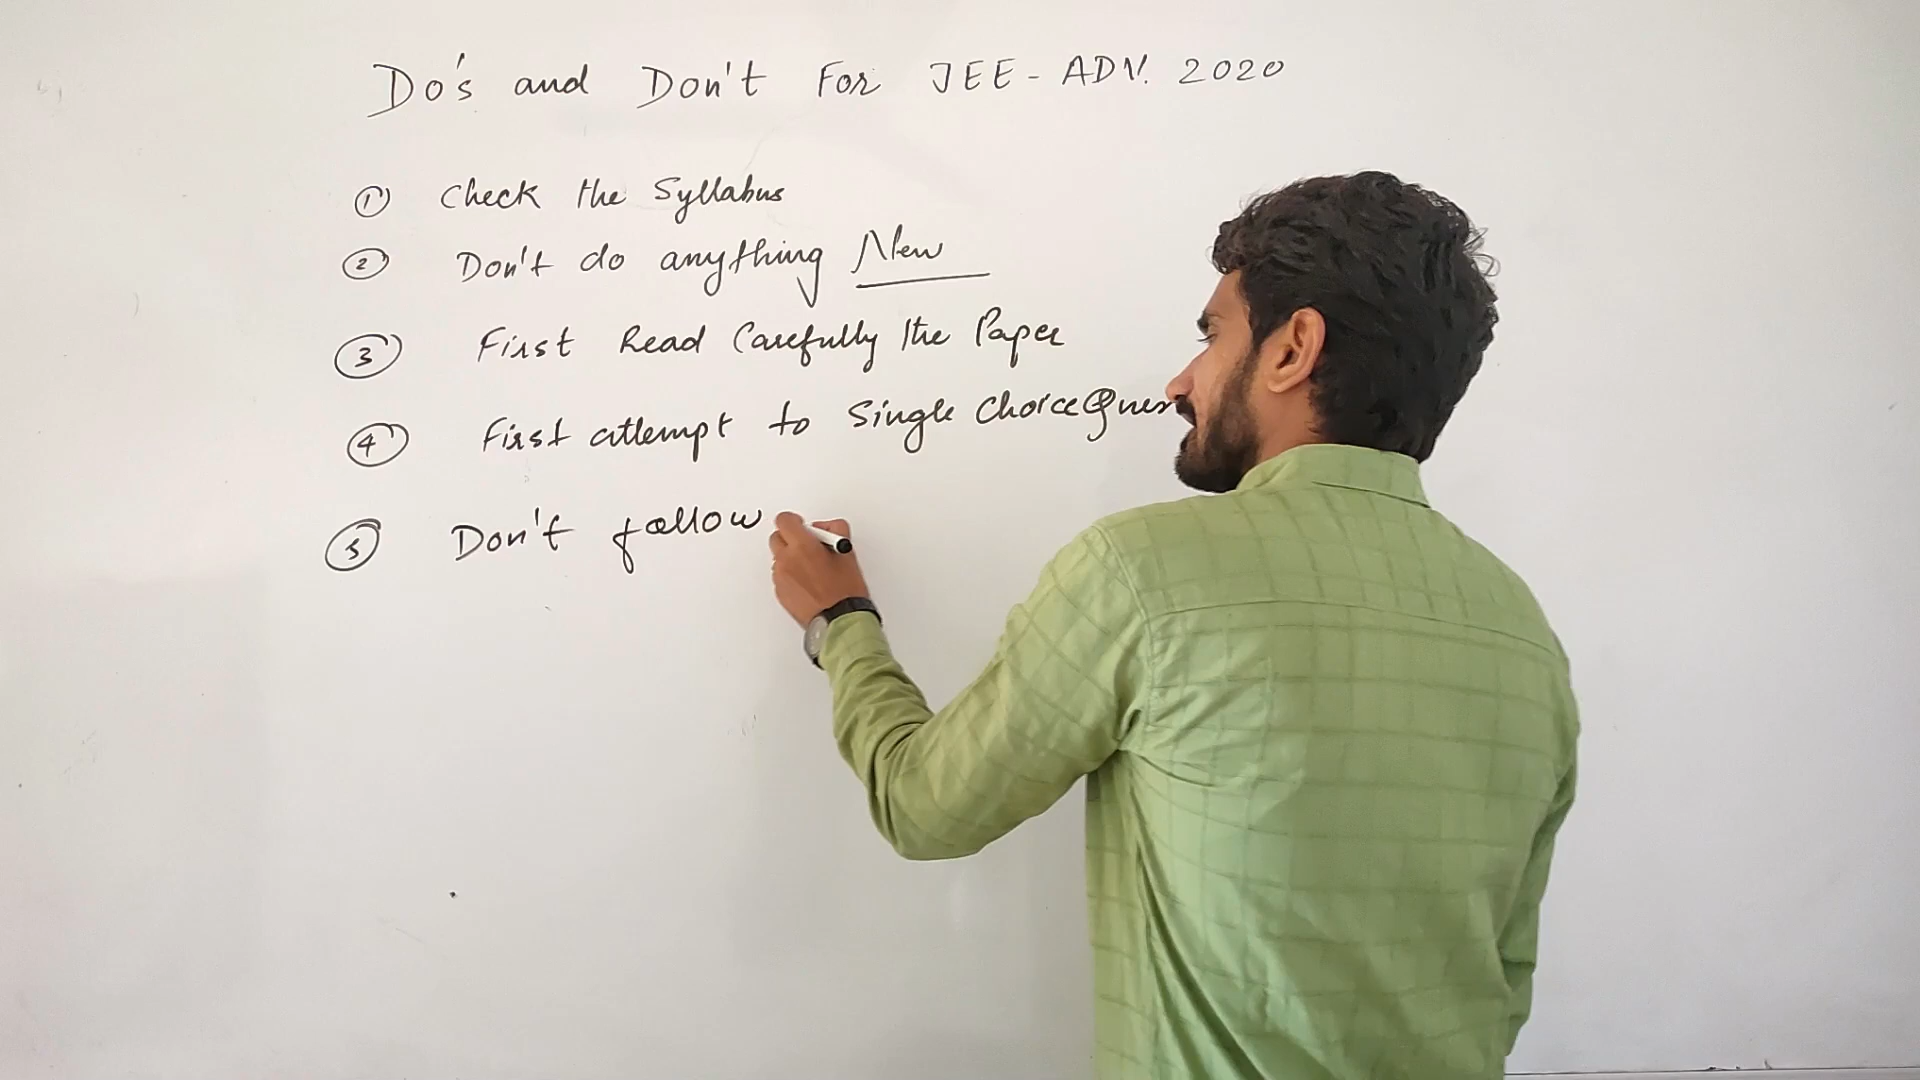 Do's and Don't For JEE - ADV. 2020
① Check the Syllabus
② Don't do anything New
③ First Read Carefully the Paper
④ First attempt to Single Choice
⑤ Don't follow